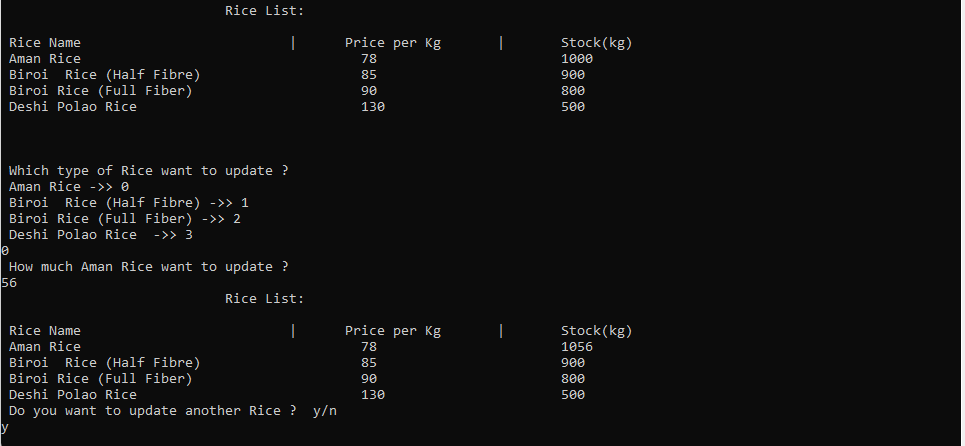 Rice List:
Rice Name | Price per Kg | Stock(kg)
Aman Rice 78 1000
Biroi  Rice (Half Fibre) 85 900
Biroi Rice (Full Fiber) 90 800
Deshi Polao Rice 130 500
Which type of Rice want to update ?
Aman Rice ->> 0
Biroi  Rice (Half Fibre) ->> 1
Biroi Rice (Full Fiber) ->> 2
Deshi Polao Rice  ->> 3
0
How much Aman Rice want to update ?
56
Rice List:
Rice Name | Price per Kg | Stock(kg)
Aman Rice 78 1056
Biroi  Rice (Half Fibre) 85 900
Biroi Rice (Full Fiber) 90 800
Deshi Polao Rice 130 500
Do you want to update another Rice ?  y/n
y